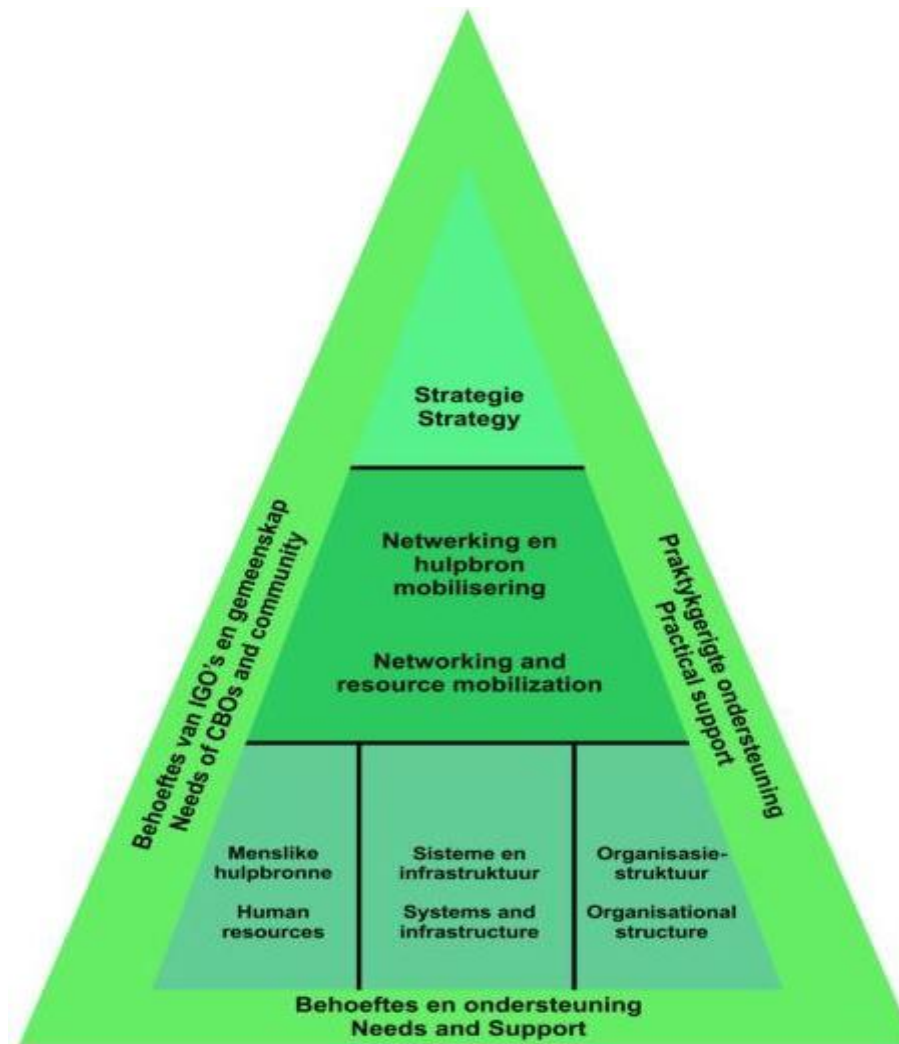 Strategie
Strategy
Netwerking en
hulpbron
mobilisering
Networking and
resource mobilization
Behoeftes van IGO's en gemeenskap
Needs of CBOs and community
Praktykgerigte ondersteuning
Practical support
Menslike
hulpbronne
Human
resources
Sisteme en
infrastruktuur
Systems and
infrastructure
Organisasie-
struktuur
Organisational
structure
Behoeftes en ondersteuning
Needs and Support